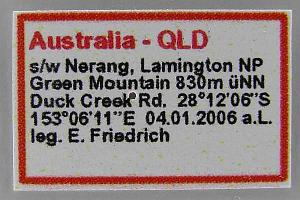 Australia - QLD
s/w Nerang, Lamington NP
Green Mountain 830m üNN
Duck Creek Rd, 28°12'06"S
153°06'11"E 04.01.2006 a.L.
leg. E. Friedrich